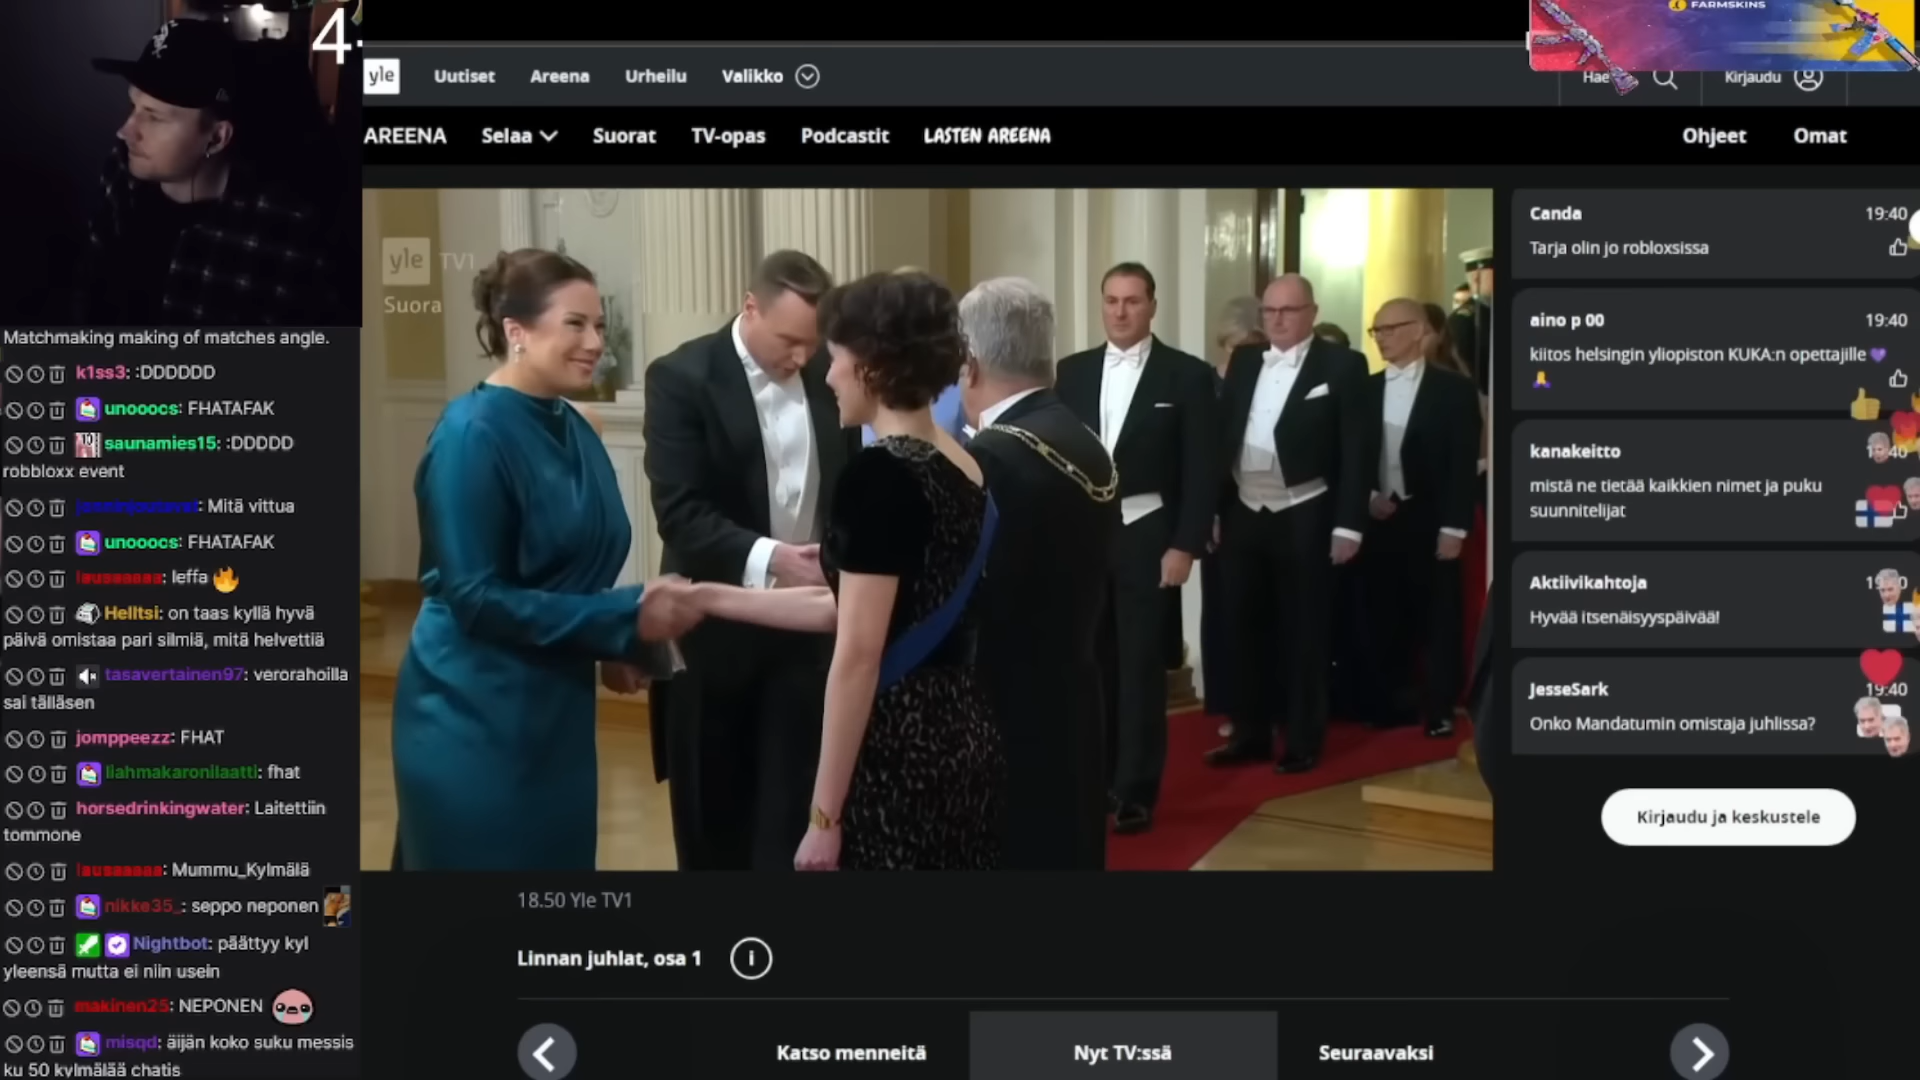 4
FARMSKINS
yle
Uutiset
Areena
Urheilu
Valikko
Hae
Kirjaudu
AREENA
Selaa
Suorat
TV-opas
Podcastit
LASTEN AREENA
Ohjeet
Omat
yle TV1
Suora
Matchmaking making of matches angle.
k1ss3: :DDDDDD
unooocs: FHATAFAK
saunamies15: :DDDDD
robbloxx event
: Mitä vittua
unooocs: FHATAFAK
: leffa
Helltsi: on taas kyllä hyvä
päivä omistaa pari silmiä, mitä helvettiä
tasavertainen97: verorahoilla
sai tälläsen
jomppeezz: FHAT
liahmakaronilaatti: fhat
horsedrinkingwater: Laitettiin
tommone
: Mummu_Kylmälä
nikke35_: seppo neponen
Nightbot: päättyy kyl
yleensä mutta ei niin usein
makinen25: NEPONEN
misqd: äijän koko suku messis
ku 50 kylmälää chatis
Canda
19:40
Tarja olin jo robloxsissa
aino p 00
19:40
kiitos helsingin yliopiston KUKA:n opettajille
kanakeitto
mistä ne tietää kaikkien nimet ja puku
suunnitelijat
Aktiivikahtoja
Hyvää itsenäisyyspäivää!
JesseSark
19:40
Onko Mandatumin omistaja juhlissa?
Kirjaudu ja keskustele
18.50 Yle TV1
Linnan juhlat, osa 1
i
Katso menneitä
Nyt TV:ssä
Seuraavaksi